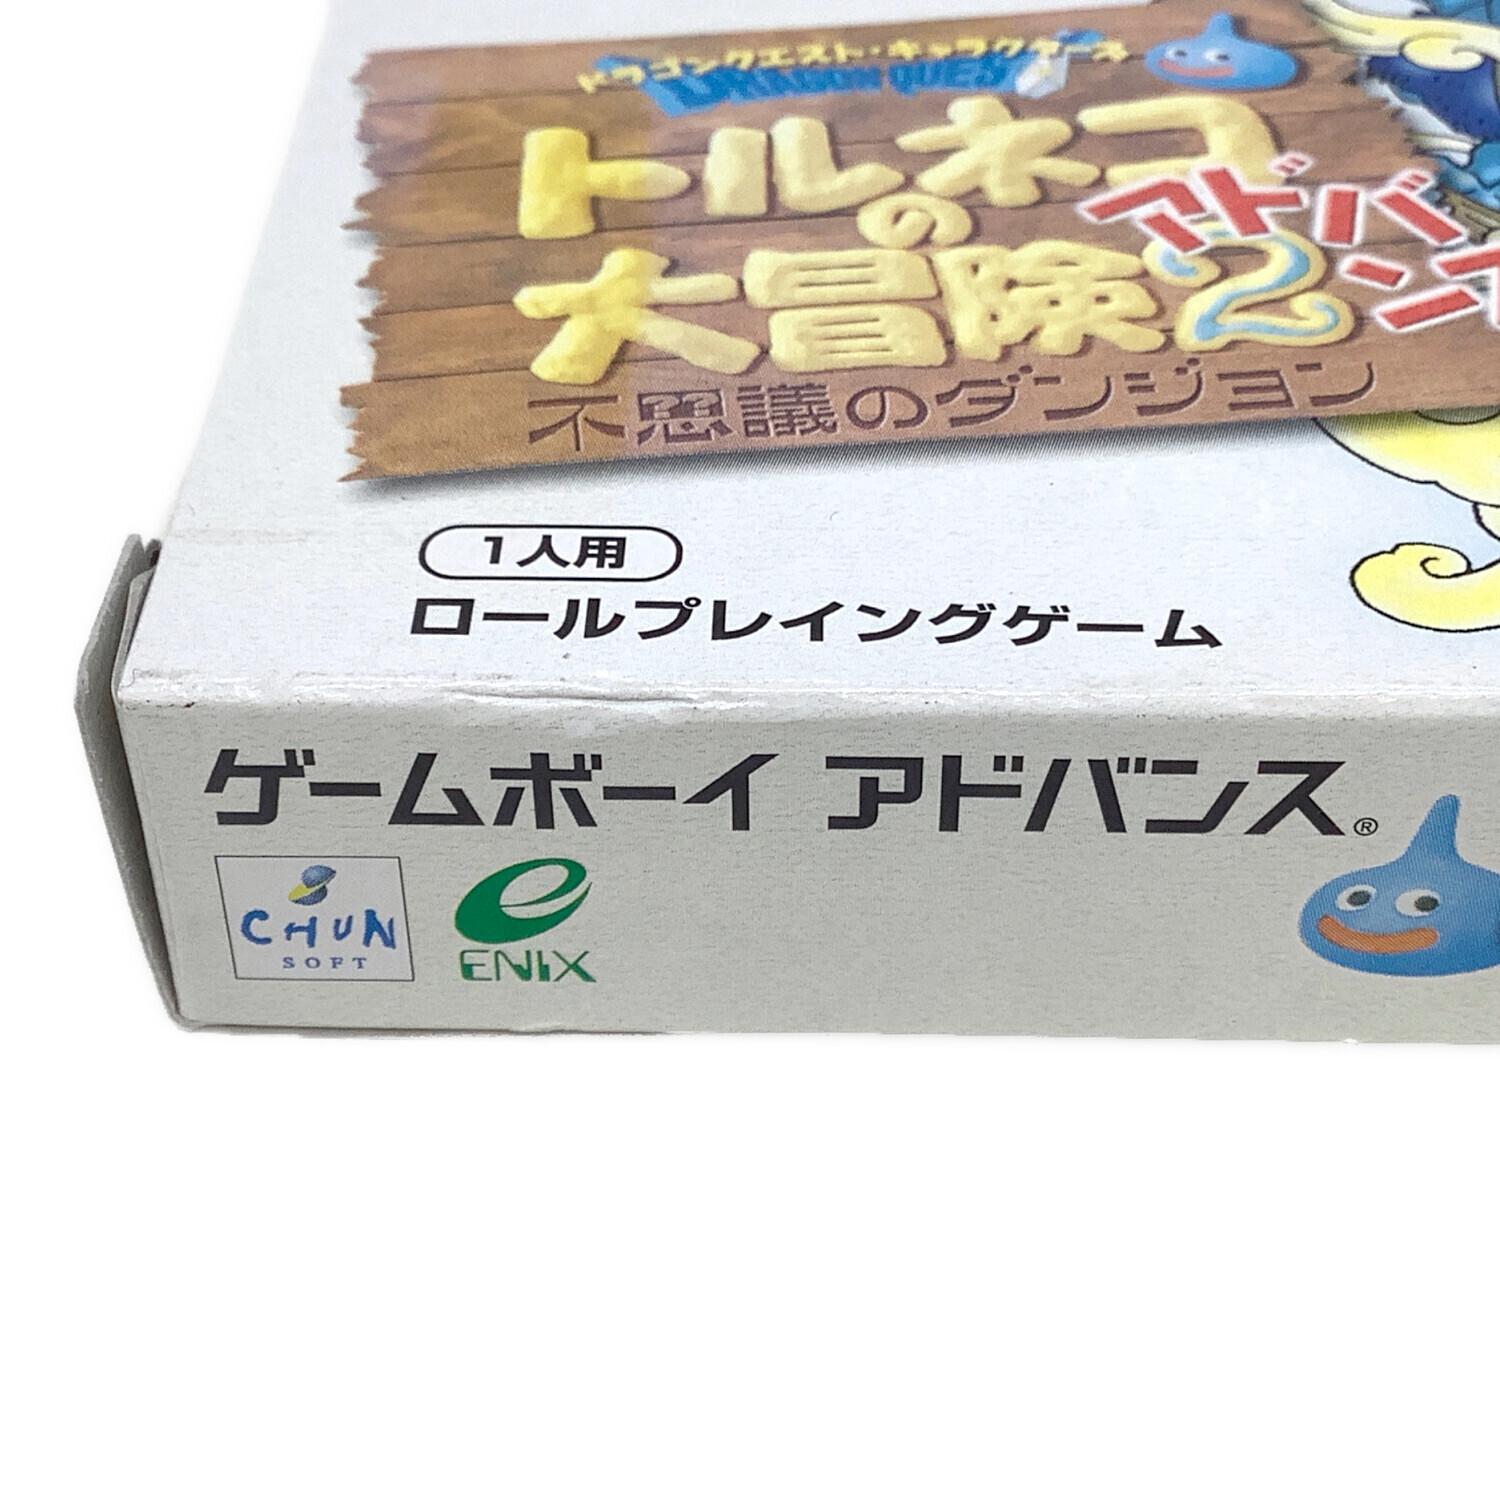 ドラゴンクエスト・キャラクターズ
DRAGON QUEST
トルネコ
の
大冒険2
アドバン
不思議のダンジョン
1人用
ロールプレイングゲーム
ゲームボーイ アドバンス®
CHUN
SOFT
ENIX